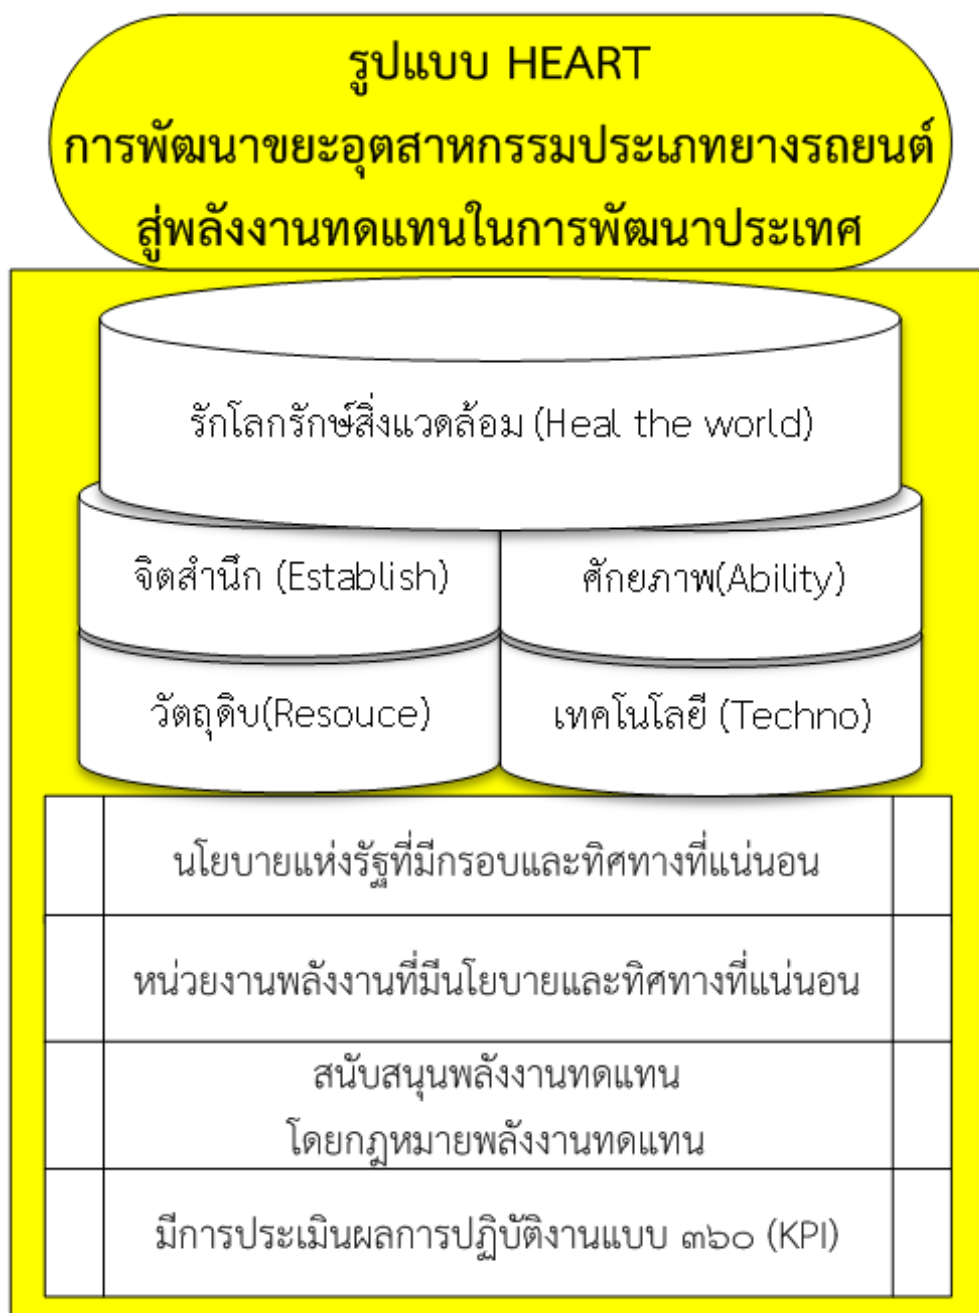 รูปแบบ HEART
การพัฒนาขยะอุตสาหกรรมประเภทยางรถยนต์
สู่พลังงานทดแทนในการพัฒนาประเทศ
รักโลกรักษ์สิ่งแวดล้อม (Heal the world)
จิตสำนึก (Establish)
ศักยภาพ(Ability)
วัตถุดิบ(Resouce)
เทคโนโลยี (Techno)
นโยบายแห่งรัฐที่มีกรอบและทิศทางที่แน่นอน
หน่วยงานพลังงานที่มีนโยบายและทิศทางที่แน่นอน
สนับสนุนพลังงานทดแทน
โดยกฎหมายพลังงานทดแทน
มีการประเมินผลการปฏิบัติงานแบบ ๓๖๐ (KPI)